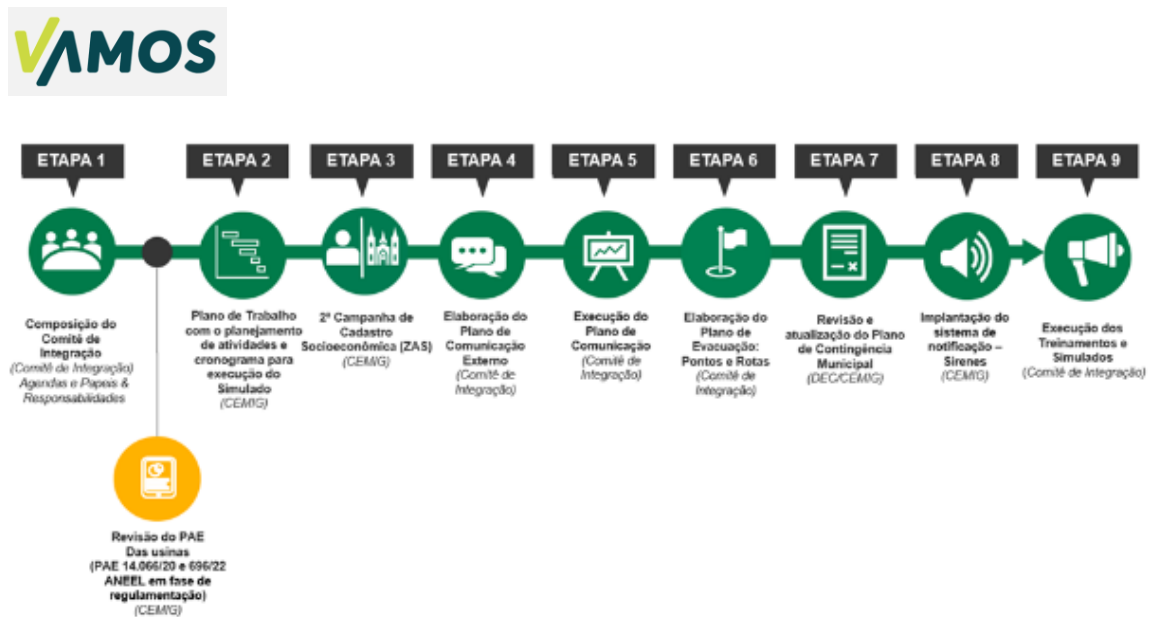 VAMOS
ETAPA 1
Composição do
Comitê de
Integração
(Comitê de Integração)
Agendas e Papeis &
Responsabilidades
Revisão do PAE
Das usinas
(PAE 14.066/20 e 696/22
ANEEL em fase de
regulamentação)
(CEMIG)
ETAPA 2
Plano de Trabalho
com o planejamento
de atividades e
cronograma para
execução do
Simulado
(CEMIG)
ETAPA 3
2ª Campanha de
Cadastro
Socioeconômica (ZAS)
(CEMIG)
ETAPA 4
Elaboração do
Plano de
Comunicação
Externo
(Comitê de
Integração)
ETAPA 5
Execução do
Plano de
Comunicação
(Comitê de
Integração)
ETAPA 6
Elaboração do
Plano de
Evacuação:
Pontos e Rotas
(Comitê de
Integração)
ETAPA 7
Revisão e
atualização do Plano
de Contingência
Municipal
(DEC/CEMIG)
ETAPA 8
Implantação do
sistema de
notificação –
Sirenes
(CEMIG)
ETAPA 9
Execução dos
Treinamentos e
Simulados
(Comitê de Integração)